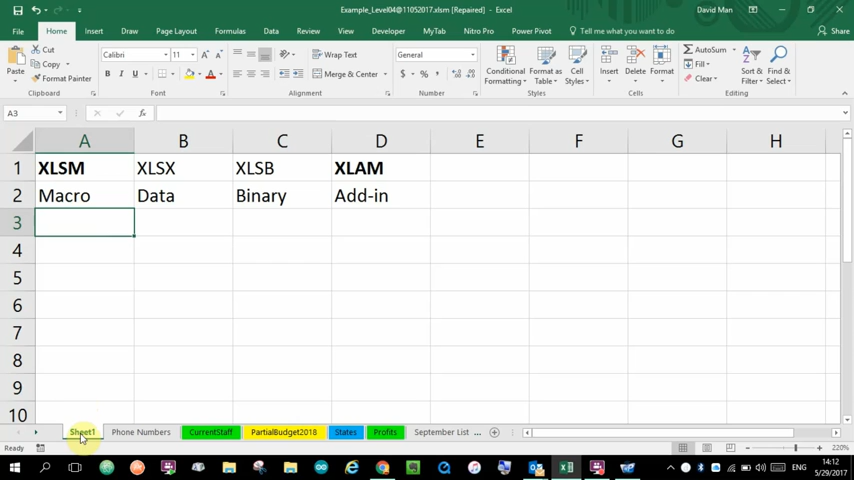 Example_Level04@11052017.xlsm [Repaired] - Excel
David Man
File Home Insert Draw Page Layout Formulas Data Review View Developer MyTab Nitro Pro Power Pivot Tell me what you want to do Share
Paste
Cut
Copy
Format Painter
Clipboard
Calibri 11
B I U
Font
Wrap Text
Merge & Center
Alignment
General
$ % ,
Number
Conditional Formatting
Format as Table
Cell Styles
Styles
Insert Delete Format
Cells
AutoSum
Fill
Clear
Sort & Filter
Find & Select
Editing
A3 fx
A B C D E F G H
1 XLSM XLSX XLSB XLAM
2 Macro Data Binary Add-in
3
4
5
6
7
8
9
10
Sheet1 Phone Numbers CurrentStaff PartialBudget2018 States Profits September List ...
Ready 220%
ENG
14:12
5/29/2017